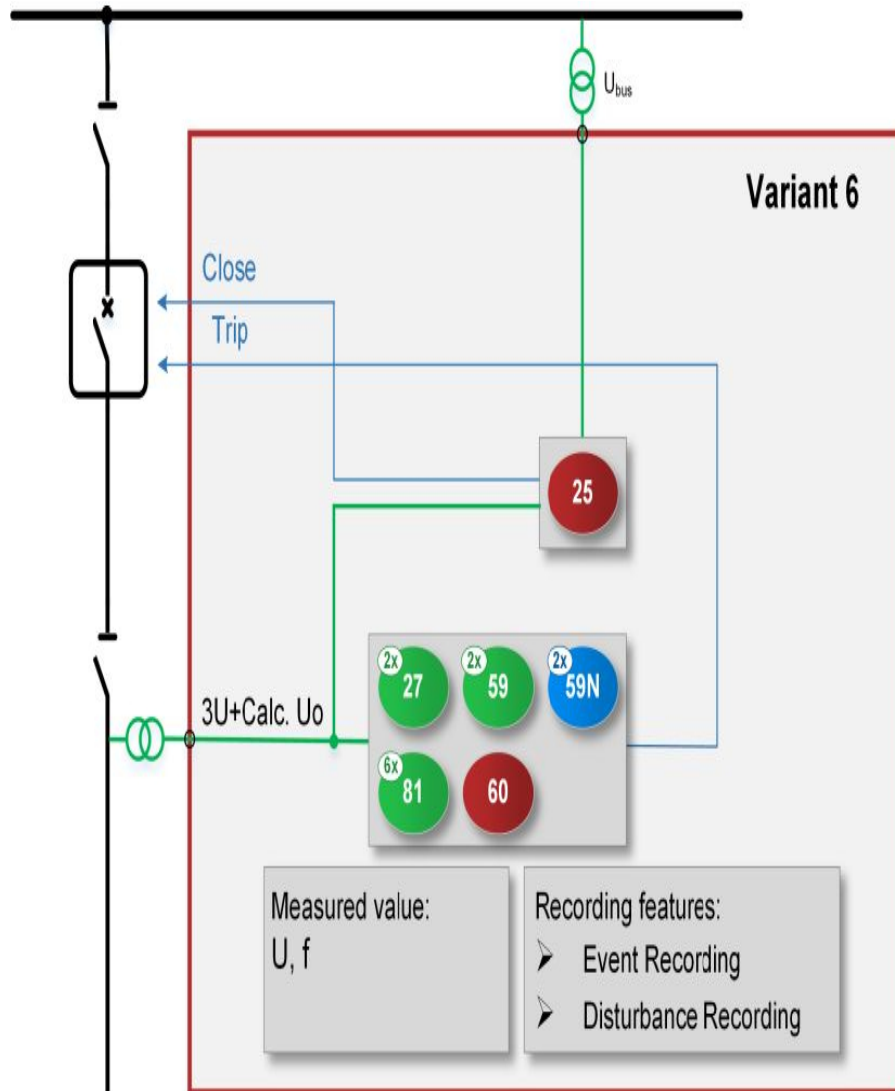 U bus
Variant 6
Close
Trip
25
2x
27
2x
59
2x
59N
3U+Calc. Uo
6x
81
60
Measured value:
U, f
Recording features:
➢ Event Recording
➢ Disturbance Recording